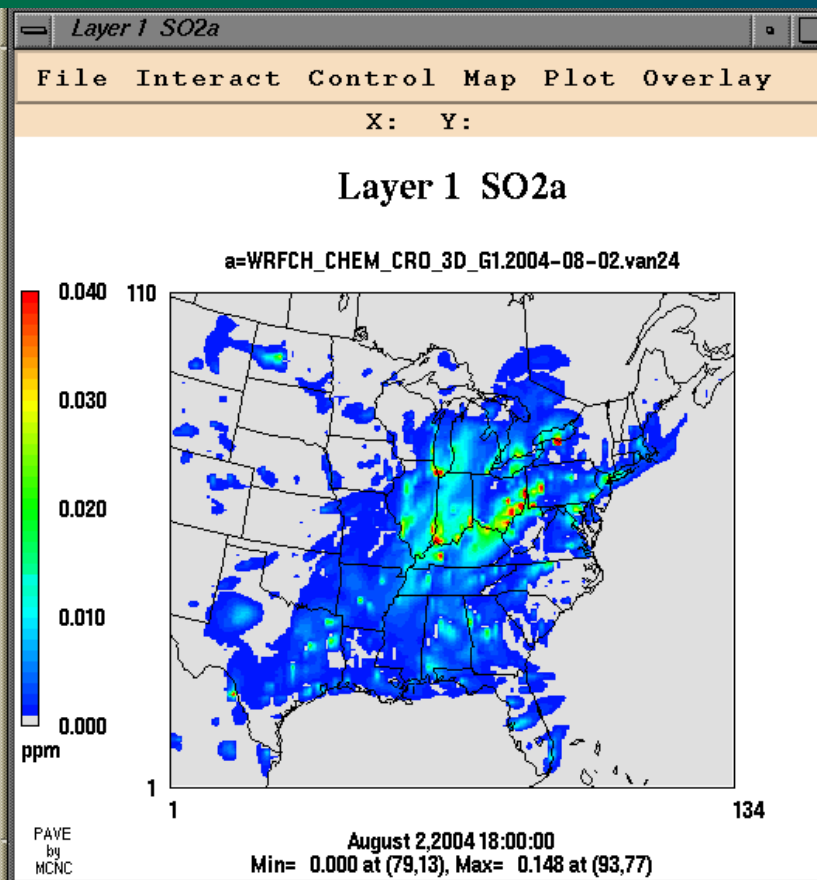 Layer 1 SO2a
File Interact Control Map Plot Overlay
X: Y:
Layer 1 SO2a
a=WRFCH_CHEM_CRO_3D_G1.2004-08-02.van24
0.040
0.030
0.020
0.010
0.000
ppm
110
1
1
134
PAVE
by
MCNC
August 2,2004 18:00:00
Min= 0.000 at (79,13), Max= 0.148 at (93,77)